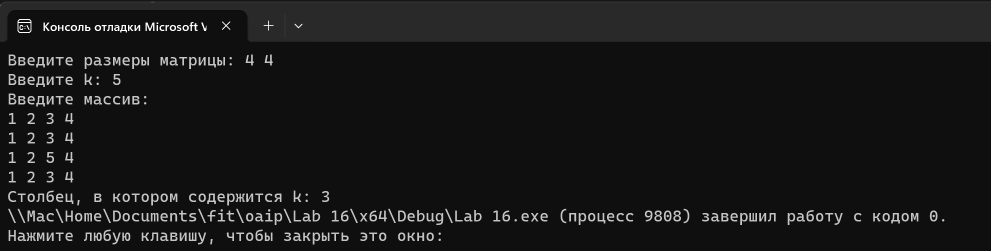 Консоль отладки Microsoft V
Введите размеры матрицы: 4 4
Введите k: 5
Введите массив:
1 2 3 4
1 2 3 4
1 2 5 4
1 2 3 4
Столбец, в котором содержится k: 3
\\Mac\Home\Documents\fit\oaip\Lab 16\x64\Debug\Lab 16.exe (процесс 9808) завершил работу с кодом 0.
Нажмите любую клавишу, чтобы закрыть это окно: